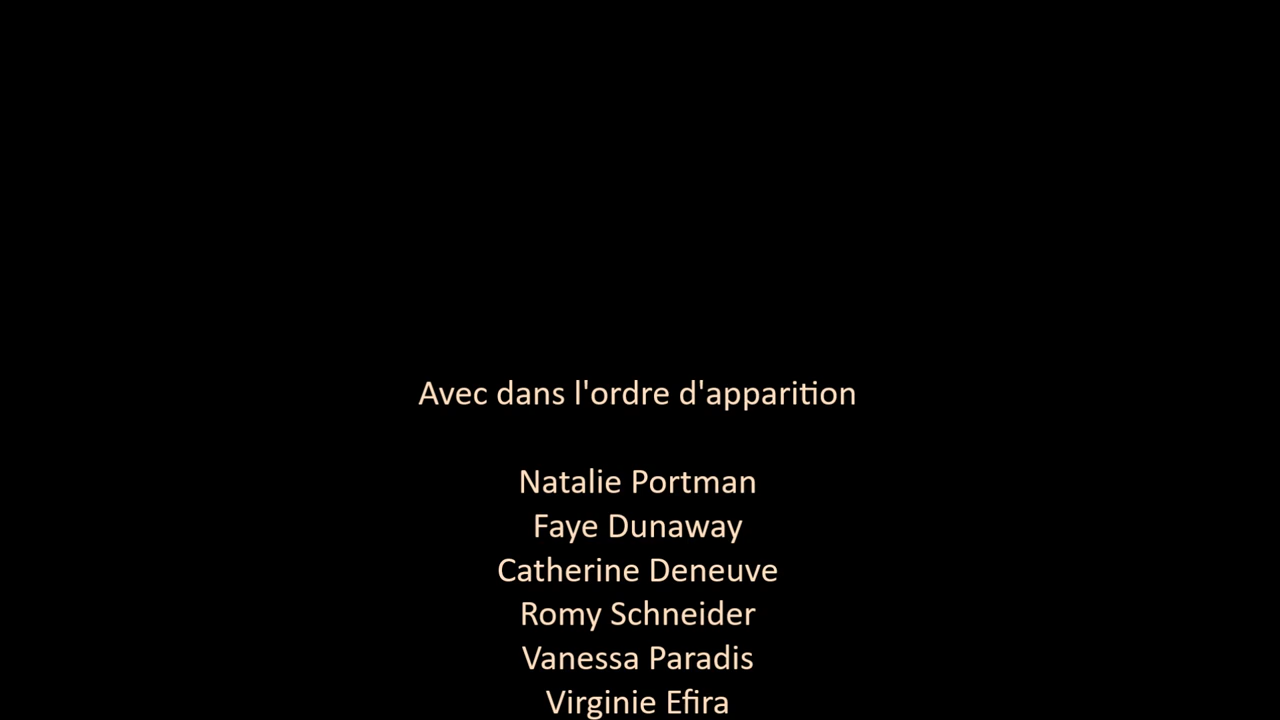 Avec dans l'ordre d'apparition
Natalie Portman
Faye Dunaway
Catherine Deneuve
Romy Schneider
Vanessa Paradis
Virginie Efira